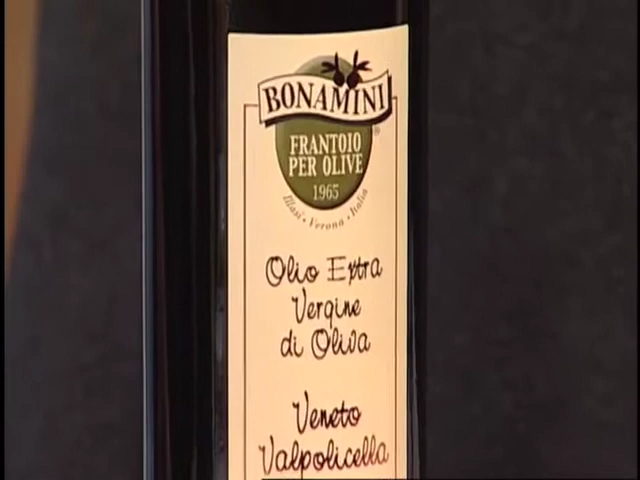 BONAMINI
®
FRANTOIO
PER OLIVE
1965
Illasi • Verona • Italia
Olio Extra
Vergine
di Oliva
Veneto
Valpolicella